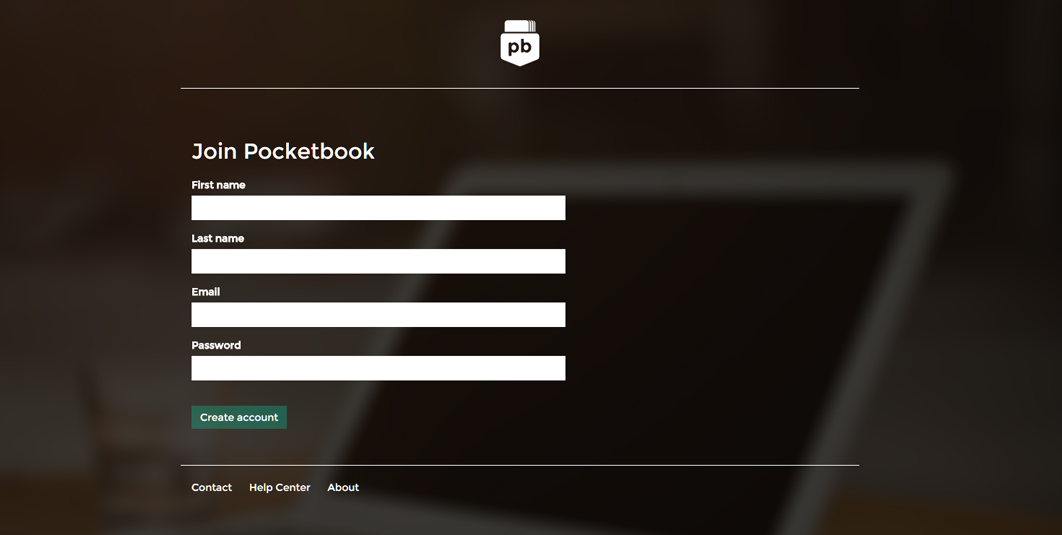 pb
Join Pocketbook
First name
Last name
Email
Password
Create account
Contact Help Center About